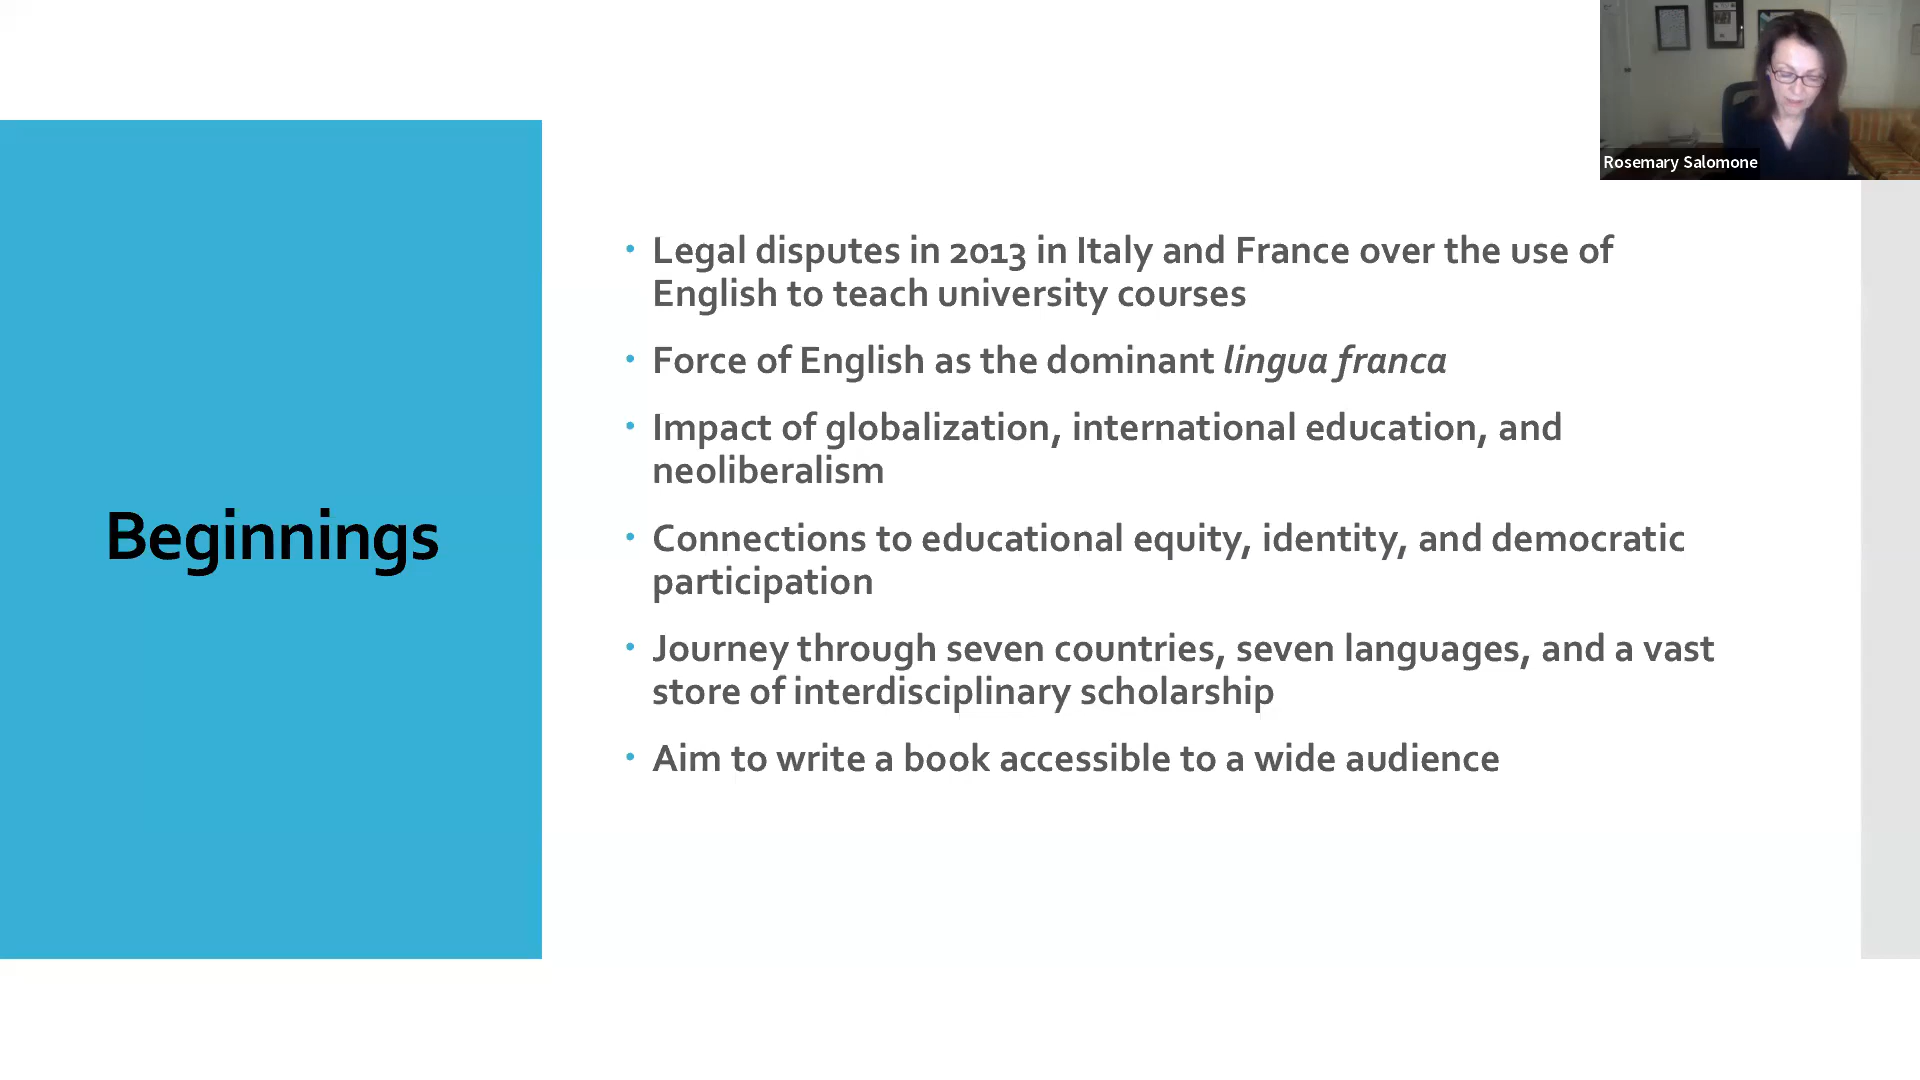 Rosemary Salomone
Beginnings
Legal disputes in 2013 in Italy and France over the use of
English to teach university courses
Force of English as the dominant lingua franca
Impact of globalization, international education, and
neoliberalism
Connections to educational equity, identity, and democratic
participation
Journey through seven countries, seven languages, and a vast
store of interdisciplinary scholarship
Aim to write a book accessible to a wide audience